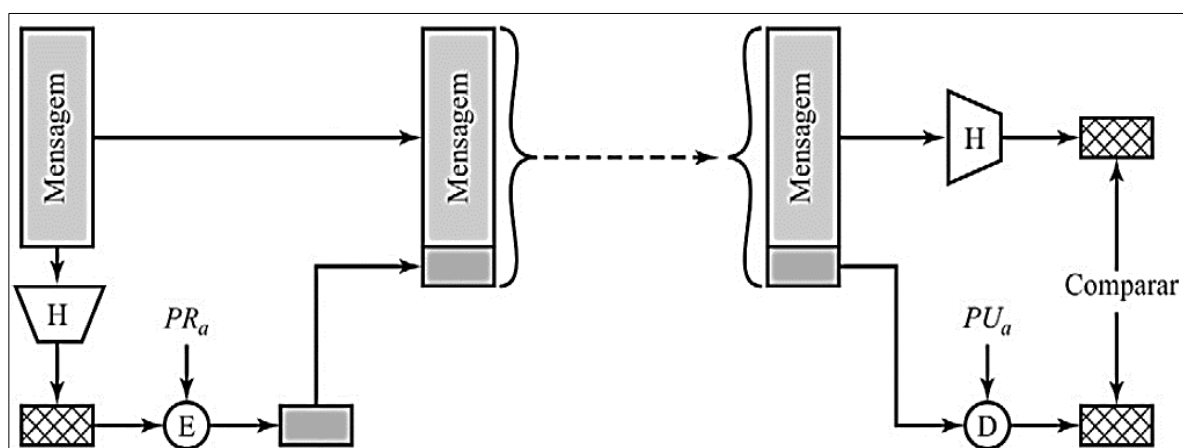 Mensagem
Mensagem
Mensagem
H
H
PRa
PUa
Comparar
E
D